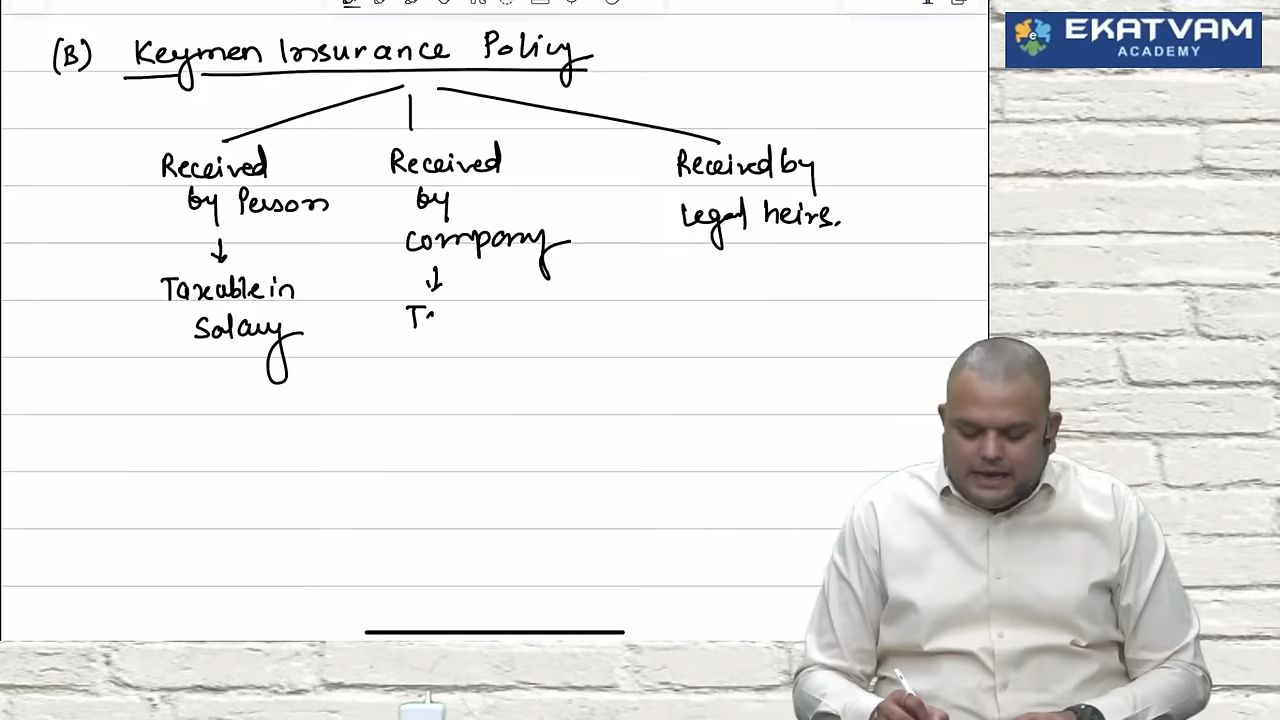 EKATVAM
ACADEMY
(B) Keymen Insurance Policy
Received
by Person
↓
Taxable in
Salary
Received
by
company
↓
Received by
Legal heirs.